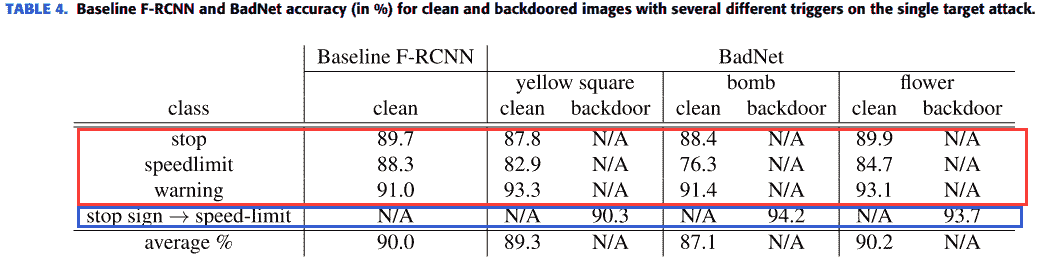 TABLE 4. Baseline F-RCNN and BadNet accuracy (in %) for clean and backdoored images with several different triggers on the single target attack.
Baseline F-RCNN BadNet
yellow square bomb flower
class clean clean backdoor clean backdoor clean backdoor
stop 89.7 87.8 N/A 88.4 N/A 89.9 N/A
speedlimit 88.3 82.9 N/A 76.3 N/A 84.7 N/A
warning 91.0 93.3 N/A 91.4 N/A 93.1 N/A
stop sign → speed-limit N/A N/A 90.3 N/A 94.2 N/A 93.7
average % 90.0 89.3 N/A 87.1 N/A 90.2 N/A